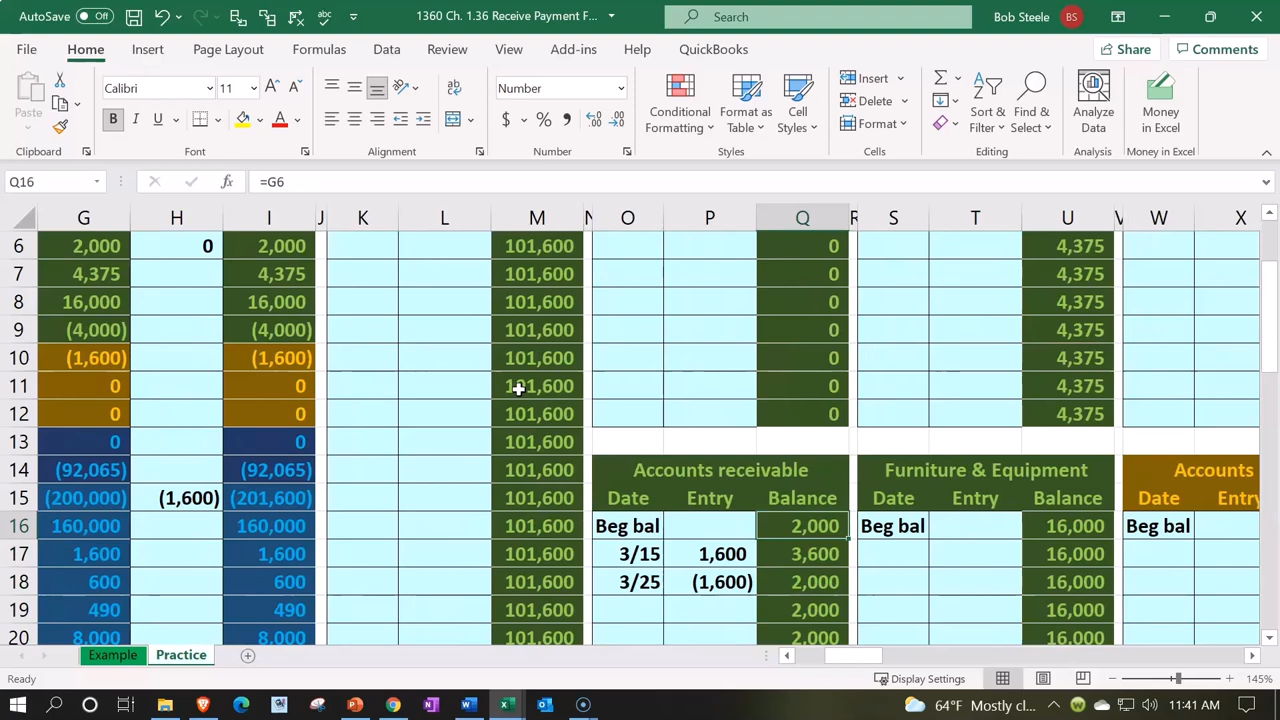 AutoSave Off 1360 Ch. 1.36 Receive Payment F... Search Bob Steele BS
File Home Insert Page Layout Formulas Data Review View Add-ins Help QuickBooks Share Comments
Paste
Clipboard
Calibri 11
B I U A
Font
Alignment
Number
$ % 9 .00
Number
Conditional Formatting
Format as Table
Cell Styles
Styles
Insert
Delete
Format
Cells
Sort & Filter
Find & Select
Editing
Analyze Data
Analysis
Money in Excel
Money in Excel
Q16 fx =G6
G H I J K L M N O P Q R S T U V W X
6 2,000 0 2,000 101,600 0 4,375
7 4,375 4,375 101,600 0 4,375
8 16,000 16,000 101,600 0 4,375
9 (4,000) (4,000) 101,600 0 4,375
10 (1,600) (1,600) 101,600 0 4,375
11 0 0 101,600 0 4,375
12 0 0 101,600 0 4,375
13 0 0 101,600
14 (92,065) (92,065) 101,600 Accounts receivable Furniture & Equipment Accounts
15 (200,000) (1,600) (201,600) 101,600 Date Entry Balance Date Entry Balance Date Entry
16 160,000 160,000 101,600 Beg bal 2,000 Beg bal 16,000 Beg bal
17 1,600 1,600 101,600 3/15 1,600 3,600 16,000
18 600 600 101,600 3/25 (1,600) 2,000 16,000
19 490 490 101,600 2,000 16,000
20 8,000 8,000 101,600 2,000 16,000
Example Practice
Ready Display Settings 145%
64°F Mostly cl... 11:41 AM